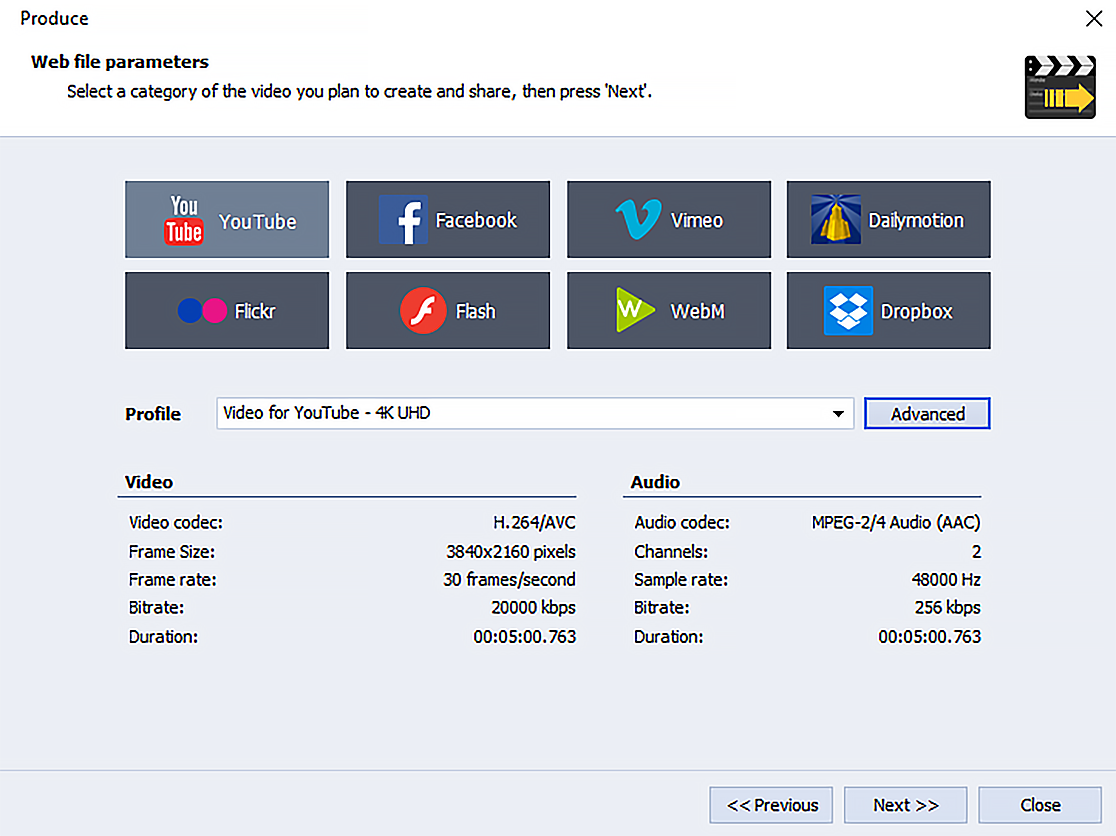 Produce
Web file parameters
Select a category of the video you plan to create and share, then press 'Next'.
You Tube YouTube
f Facebook
Vimeo
Dailymotion
Flickr
Flash
W WebM
Dropbox
Profile Video for YouTube - 4K UHD Advanced
Video
Video codec: H.264/AVC
Frame Size: 3840x2160 pixels
Frame rate: 30 frames/second
Bitrate: 20000 kbps
Duration: 00:05:00.763
Audio
Audio codec: MPEG-2/4 Audio (AAC)
Channels: 2
Sample rate: 48000 Hz
Bitrate: 256 kbps
Duration: 00:05:00.763
<< Previous Next >> Close